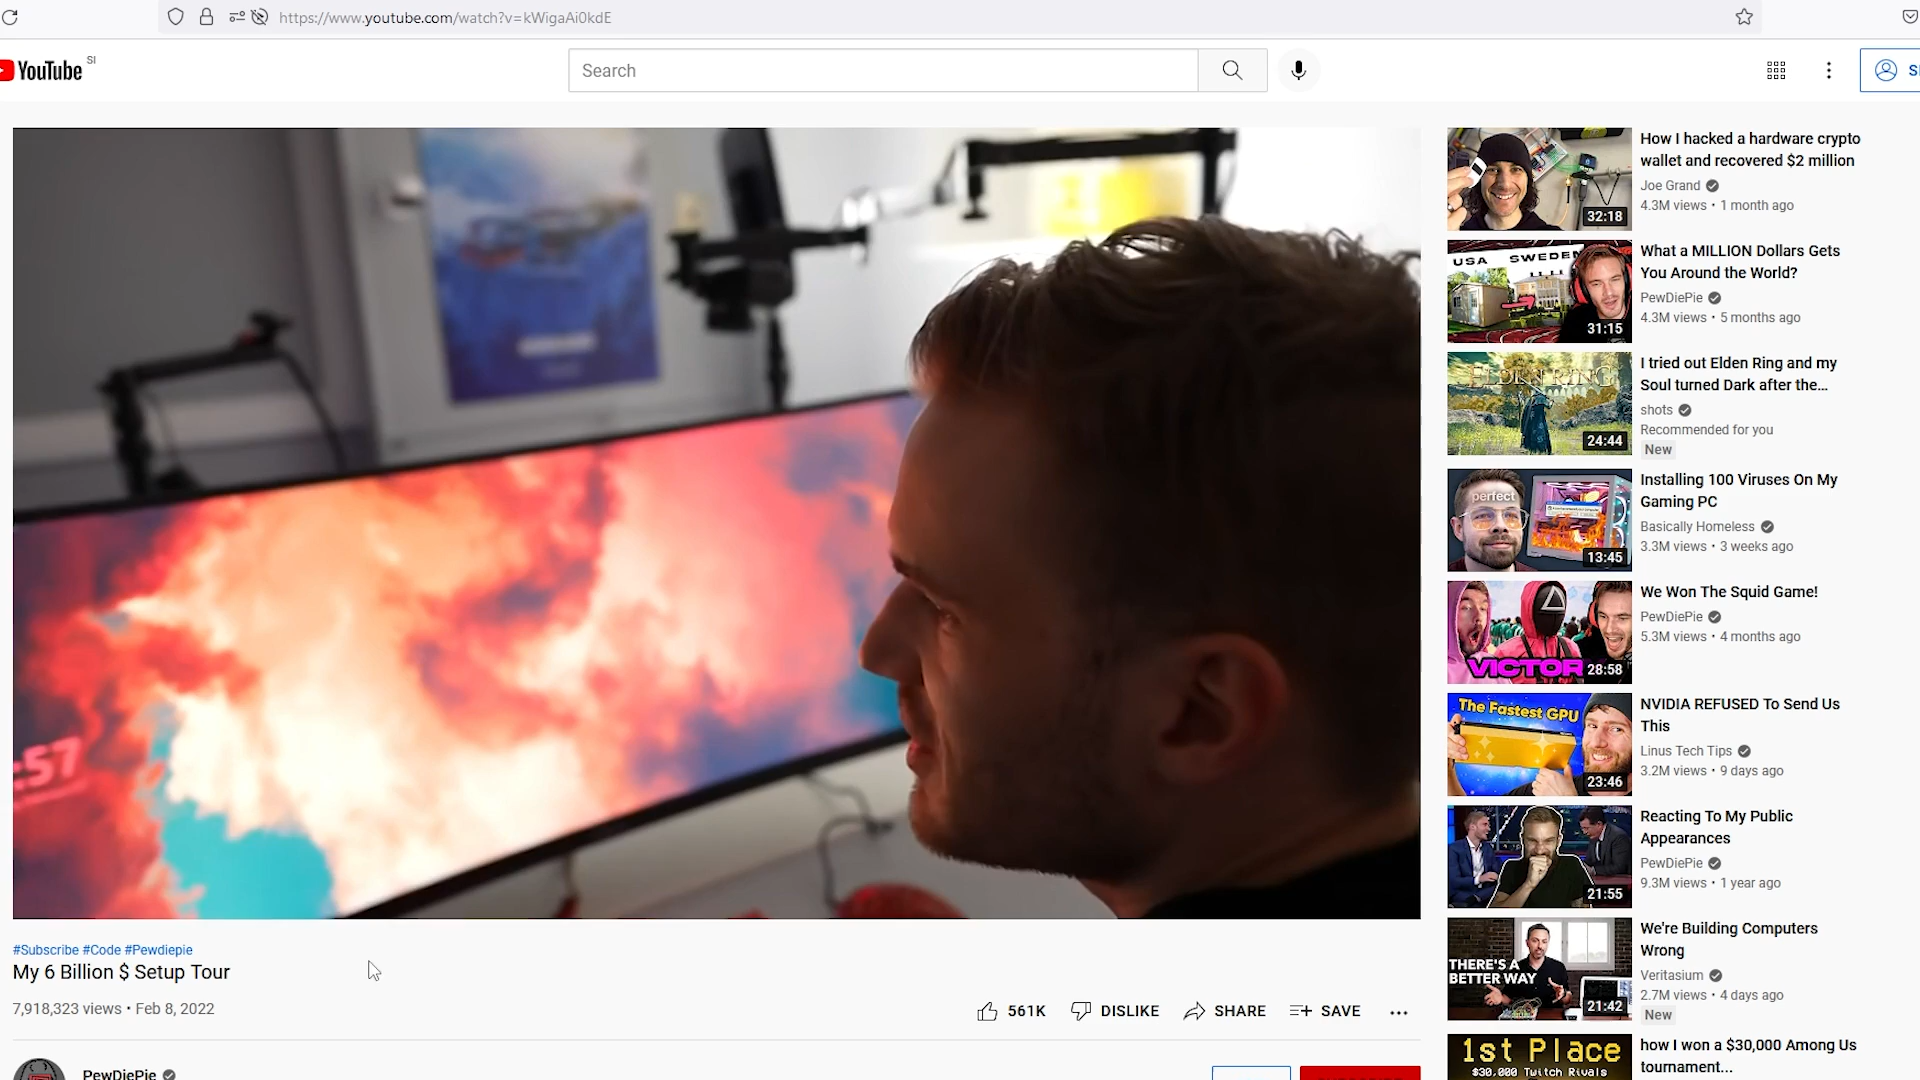 https://www.youtube.com/watch?v=kWigaAi0kdE
YouTube SI
Search
:57
#Subscribe #Code #Pewdiepie
My 6 Billion $ Setup Tour
7,918,323 views • Feb 8, 2022
561K DISLIKE SHARE SAVE
PewDiePie
32:18
How I hacked a hardware crypto
wallet and recovered $2 million
Joe Grand
4.3M views • 1 month ago
USA SWEDEN
31:15
What a MILLION Dollars Gets
You Around the World?
PewDiePie
4.3M views • 5 months ago
ELDEN RING
24:44
I tried out Elden Ring and my
Soul turned Dark after the...
shots
Recommended for you
New
perfect
13:45
Installing 100 Viruses On My
Gaming PC
Basically Homeless
3.3M views • 3 weeks ago
VICTOR
28:58
We Won The Squid Game!
PewDiePie
5.3M views • 4 months ago
The Fastest GPU
23:46
NVIDIA REFUSED To Send Us
This
Linus Tech Tips
3.2M views • 9 days ago
21:55
Reacting To My Public
Appearances
PewDiePie
9.3M views • 1 year ago
THERE'S A
BETTER WAY
21:42
We're Building Computers
Wrong
Veritasium
2.7M views • 4 days ago
New
1st Place
$30,000 Twitch Rivals
how I won a $30,000 Among Us
tournament...